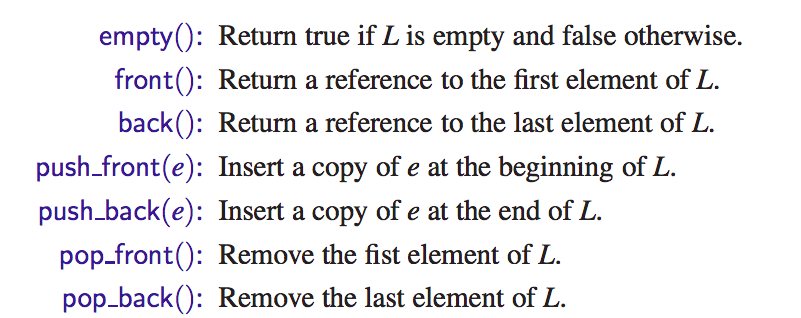 empty(): Return true if L is empty and false otherwise.
front(): Return a reference to the first element of L.
back(): Return a reference to the last element of L.
push_front(e): Insert a copy of e at the beginning of L.
push_back(e): Insert a copy of e at the end of L.
pop_front(): Remove the fist element of L.
pop_back(): Remove the last element of L.